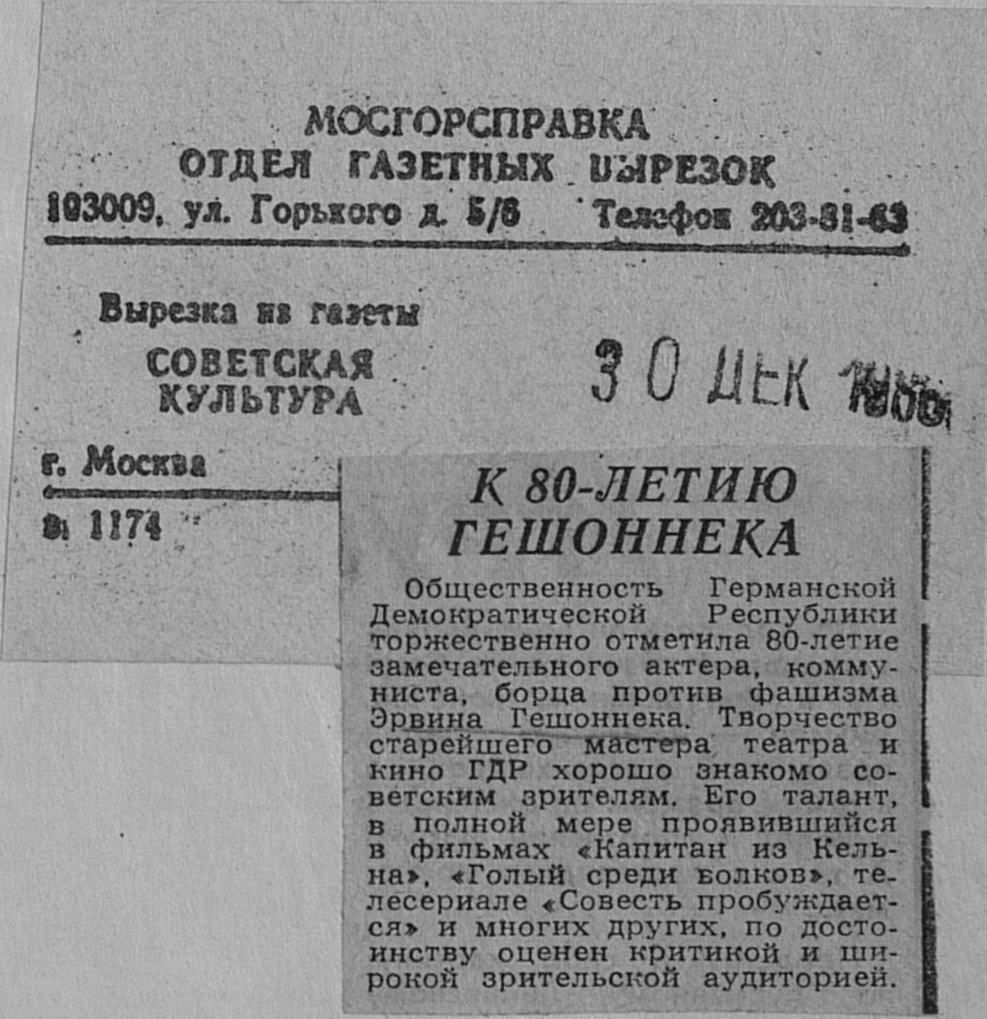 МОСГОРСПРАВКА
ОТДЕЛ ГАЗЕТНЫХ ВЫРЕЗОК
103009, ул. Горького д. 5/6 Телефон 203-81-63
Вырезка из газеты
СОВЕТСКАЯ
КУЛЬТУРА
30 ДЕК
г. Москва
1174
К 80-ЛЕТИЮ
ГЕШОННЕКА
Общественность Германской
Демократической Республики
торжественно отметила 80-летие
замечательного актера, комму-
ниста, борца против фашизма
Эрвина Гешоннека. Творчество
старейшего мастера театра и
кино ГДР хорошо знакомо со-
ветским зрителям. Его талант,
в полной мере проявившийся
в фильмах «Капитан из Кель-
на», «Голый среди волков», те-
лесериале «Совесть пробуждает-
ся» и многих других, по досто-
инству оценен критикой и ши-
рокой зрительской аудиторией.